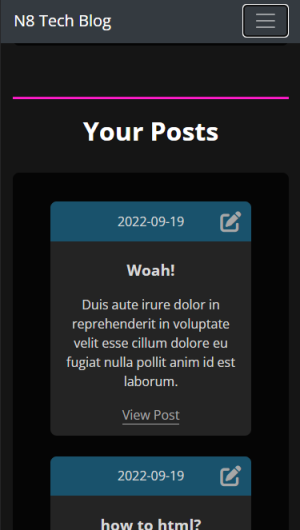 N8 Tech Blog
Your Posts
2022-09-19
Woah!
Duis aute irure dolor in
reprehenderit in voluptate
velit esse cillum dolore eu
fugiat nulla pollit anim id est
laborum.
View Post
2022-09-19
how to html?